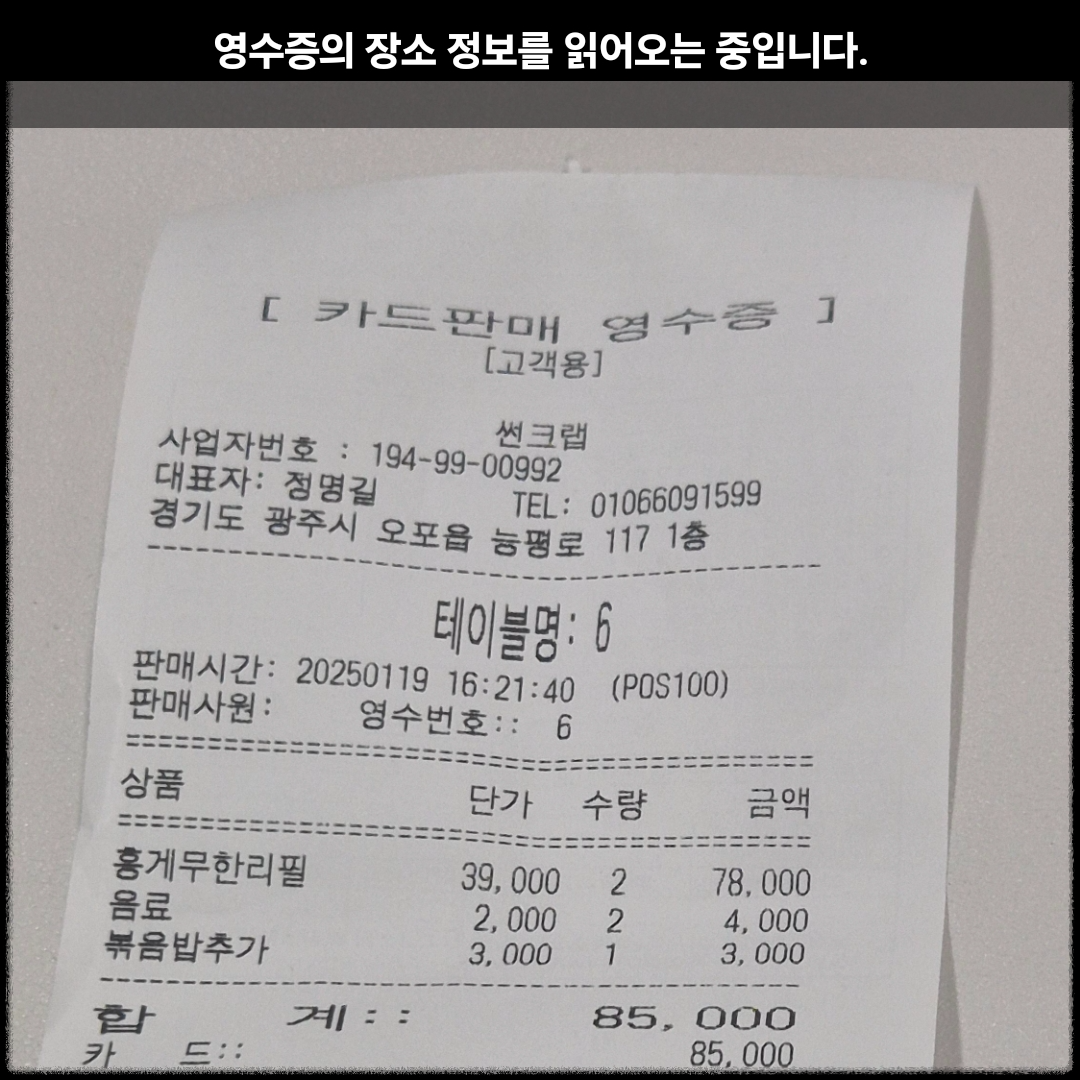 영수증의 장소 정보를 읽어오는 중입니다.
[ 카드판매 영수증 ]
[고객용]
썬크랩
사업자번호 : 194-99-00992
대표자: 정명길 TEL: 01066091599
경기도 광주시 오포읍 능평로 117 1층
테이블명: 6
판매시간: 20250119 16:21:40 (POS100)
판매사원: 영수번호:: 6
상품 단가 수량 금액
홍게무한리필 39,000 2 78,000
음료 2,000 2 4,000
볶음밥추가 3,000 1 3,000
합 계:: 85,000
카 드:: 85,000